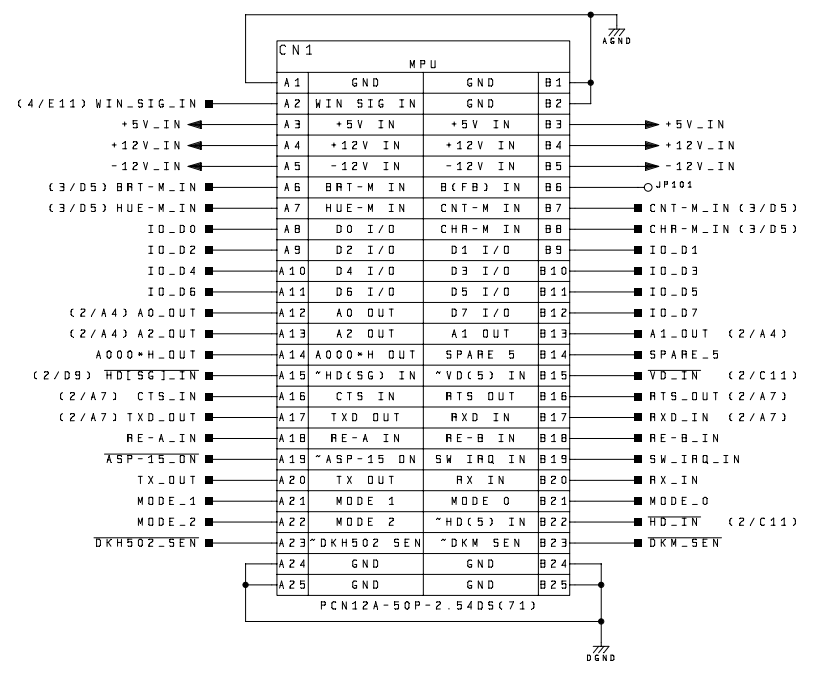 AGND
CN1
MPU
A1 GND GND B1
(4/E11) WIN_SIG_IN A2 WIN SIG IN GND B2
+5V_IN A3 +5V IN +5V IN B3 +5V_IN
+12V_IN A4 +12V IN +12V IN B4 +12V_IN
-12V_IN A5 -12V IN -12V IN B5 -12V_IN
(3/D5) BRT-M_IN A6 BRT-M IN B(FB) IN B6 JP101
(3/D5) HUE-M_IN A7 HUE-M IN CNT-M IN B7 CNT-M_IN (3/D5)
IO_D0 A8 D0 I/O CHR-M IN B8 CHR-M_IN (3/D5)
IO_D2 A9 D2 I/O D1 I/O B9 IO_D1
IO_D4 A10 D4 I/O D3 I/O B10 IO_D3
IO_D6 A11 D6 I/O D5 I/O B11 IO_D5
(2/A4) A0_OUT A12 A0 OUT D7 I/O B12 IO_D7
(2/A4) A2_OUT A13 A2 OUT A1 OUT B13 A1_OUT (2/A4)
A000*H_OUT A14 A000*H OUT SPARE 5 B14 SPARE_5
(2/D9) HD[SG]_IN A15 ~HD(SG) IN ~VD(5) IN B15 VD_IN (2/C11)
(2/A7) CTS_IN A16 CTS IN RTS OUT B16 RTS_OUT (2/A7)
(2/A7) TXD_OUT A17 TXD OUT RXD IN B17 RXD_IN (2/A7)
RE-A_IN A18 RE-A IN RE-B IN B18 RE-B_IN
ASP-15_ON A19 ~ASP-15 ON SW IRQ IN B19 SW_IRQ_IN
TX_OUT A20 TX OUT RX IN B20 RX_IN
MODE_1 A21 MODE 1 MODE 0 B21 MODE_0
MODE_2 A22 MODE 2 ~HD(5) IN B22 HD_IN (2/C11)
DKH502_SEN A23 ~DKH502 SEN ~DKM SEN B23 DKM_SEN
A24 GND GND B24
A25 GND GND B25
PCN12A-50P-2.54DS(71)
DGND